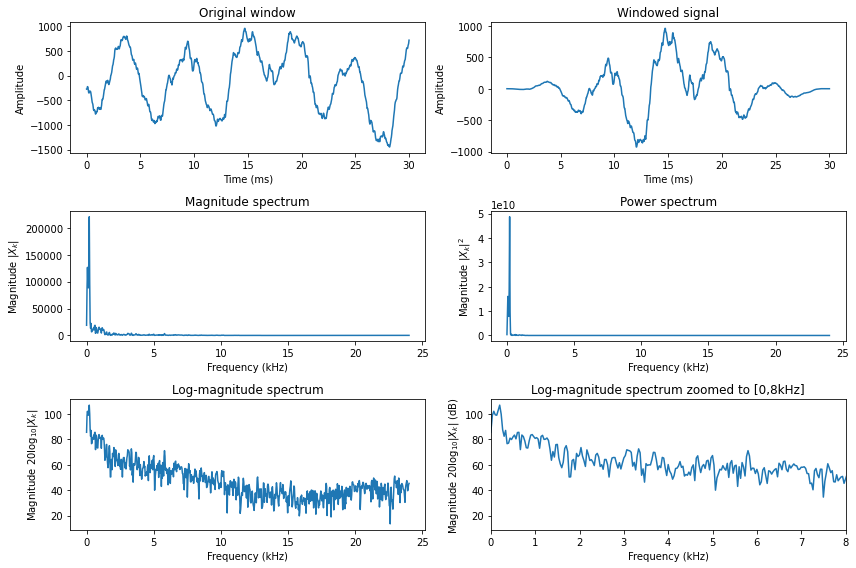 Original window
Amplitude
1000
500
0
−500
−1000
−1500
0 5 10 15 20 25 30
Time (ms)
Windowed signal
Amplitude
1000
500
0
−500
−1000
0 5 10 15 20 25 30
Time (ms)
Magnitude spectrum
Magnitude |X_k|
200000
150000
100000
50000
0
0 5 10 15 20 25
Frequency (kHz)
Power spectrum
1e10
Magnitude |X_k|²
5
4
3
2
1
0
0 5 10 15 20 25
Frequency (kHz)
Log-magnitude spectrum
Magnitude 20log₁₀|X_k|
100
80
60
40
20
0 5 10 15 20 25
Frequency (kHz)
Log-magnitude spectrum zoomed to [0,8kHz]
Magnitude 20log₁₀|X_k| (dB)
100
80
60
40
20
0 1 2 3 4 5 6 7 8
Frequency (kHz)